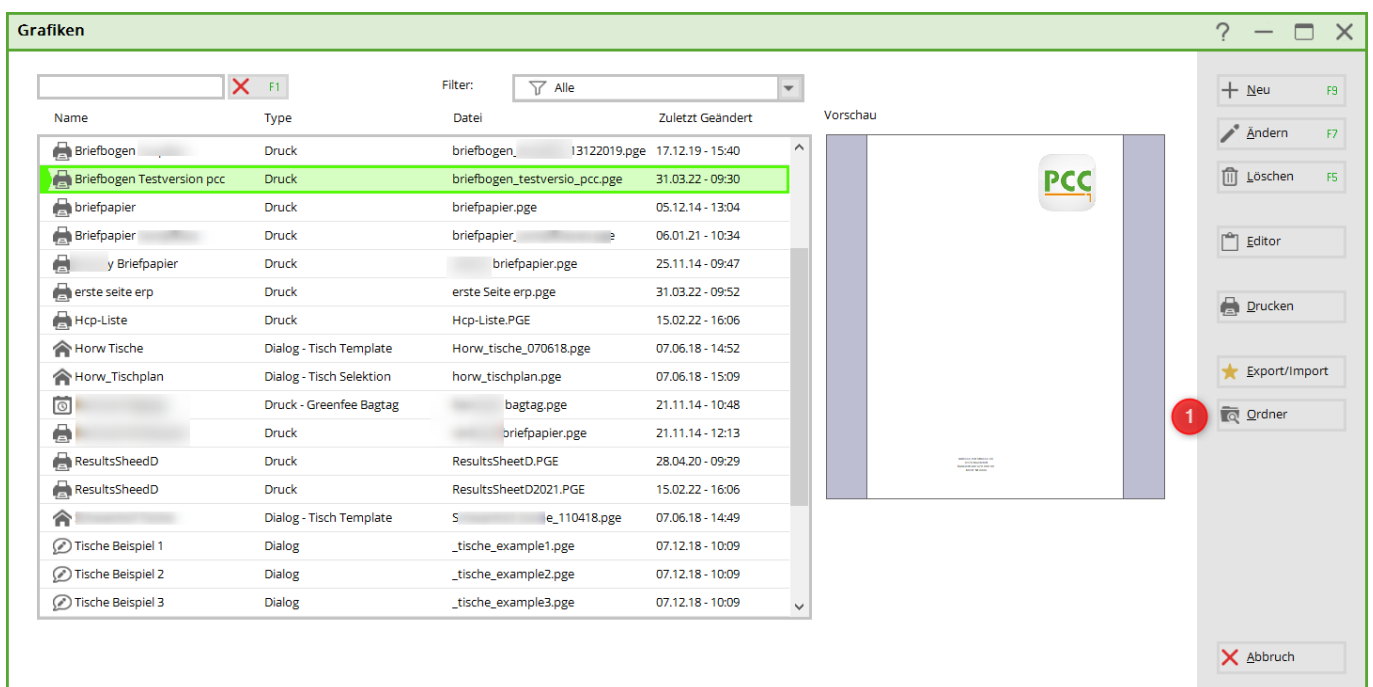 Grafiken
F1
Filter:
Alle
Name Type Datei Zuletzt Geändert
Vorschau
Briefbogen Druck briefbogen_ 13122019.pge 17.12.19 - 15:40
Briefbogen Testversion pcc Druck briefbogen_testversio_pcc.pge 31.03.22 - 09:30
briefpapier Druck briefpapier.pge 05.12.14 - 13:04
Briefpapier Druck briefpapier_ 06.01.21 - 10:34
y Briefpapier Druck briefpapier.pge 25.11.14 - 09:47
erste seite erp Druck erste Seite erp.pge 31.03.22 - 09:52
Hcp-Liste Druck Hcp-Liste.PGE 15.02.22 - 16:06
Horw Tische Dialog - Tisch Template Horw_tische_070618.pge 07.06.18 - 14:52
Horw_Tischplan Dialog - Tisch Selektion horw_tischplan.pge 07.06.18 - 15:09
Druck - Greenfee Bagtag bagtag.pge 21.11.14 - 10:48
Druck briefpapier.pge 21.11.14 - 12:13
ResultsSheedD Druck ResultsSheetD.PGE 28.04.20 - 09:29
ResultsSheedD Druck ResultsSheetD2021.PGE 15.02.22 - 16:06
Dialog - Tisch Template S e_110418.pge 07.06.18 - 14:49
Tische Beispiel 1 Dialog _tische_example1.pge 07.12.18 - 10:09
Tische Beispiel 2 Dialog _tische_example2.pge 07.12.18 - 10:09
Tische Beispiel 3 Dialog _tische_example3.pge 07.12.18 - 10:09
PCC
Neu F9
Ändern F7
Löschen F5
Editor
Drucken
Export/Import
1 Ordner
Abbruch